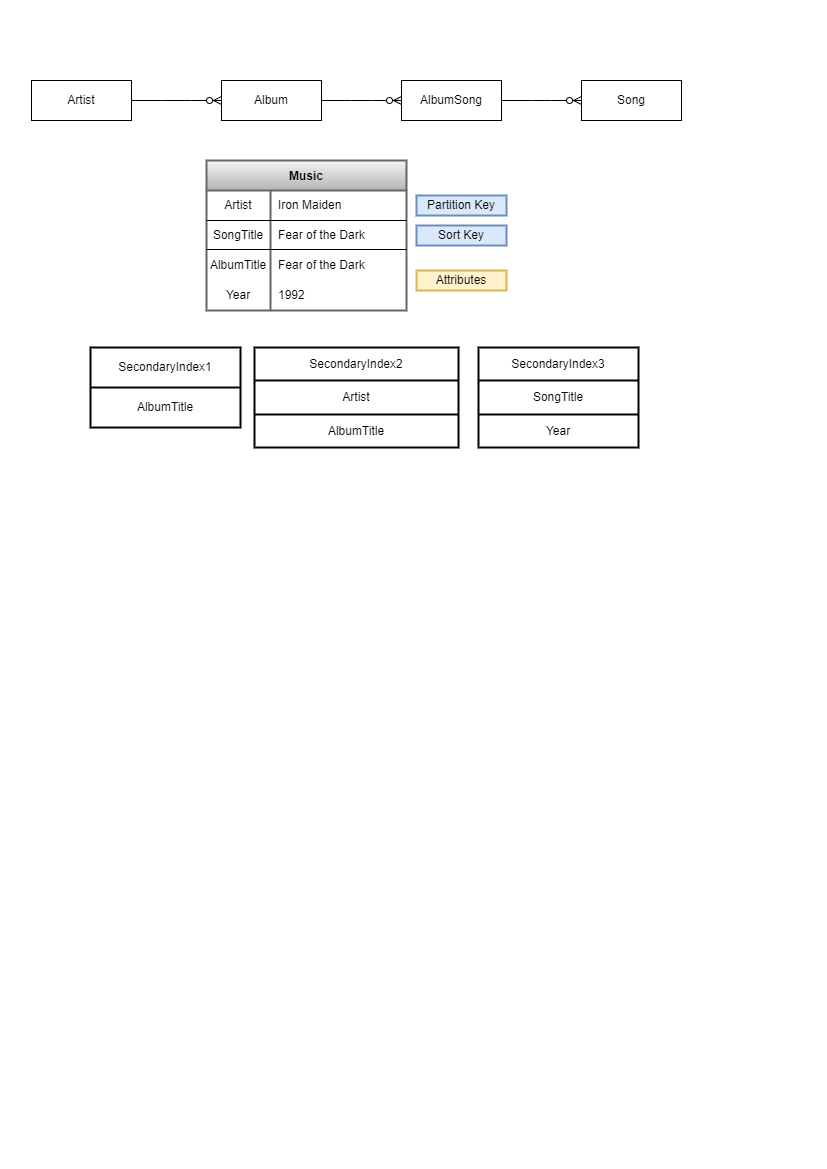 Artist Album AlbumSong Song
Music
Artist Iron Maiden Partition Key
SongTitle Fear of the Dark Sort Key
AlbumTitle Fear of the Dark
Attributes
Year 1992
SecondaryIndex1
AlbumTitle
SecondaryIndex2
Artist
AlbumTitle
SecondaryIndex3
SongTitle
Year